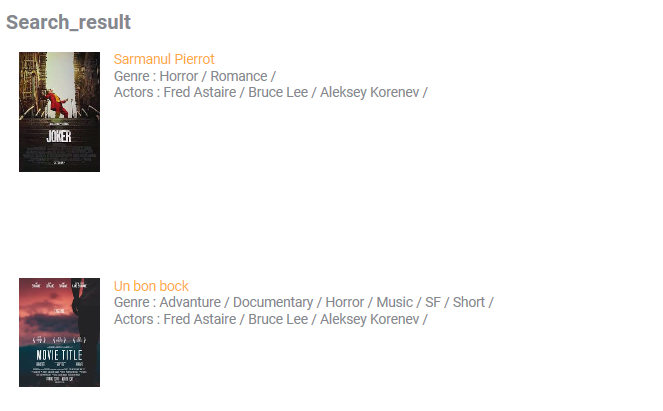 Search_result
Sarmanul Pierrot
Genre : Horror / Romance /
Actors : Fred Astaire / Bruce Lee / Aleksey Korenev /
JOKER
Un bon bock
Genre : Advanture / Documentary / Horror / Music / SF / Short /
Actors : Fred Astaire / Bruce Lee / Aleksey Korenev /
MOVIE TITLE